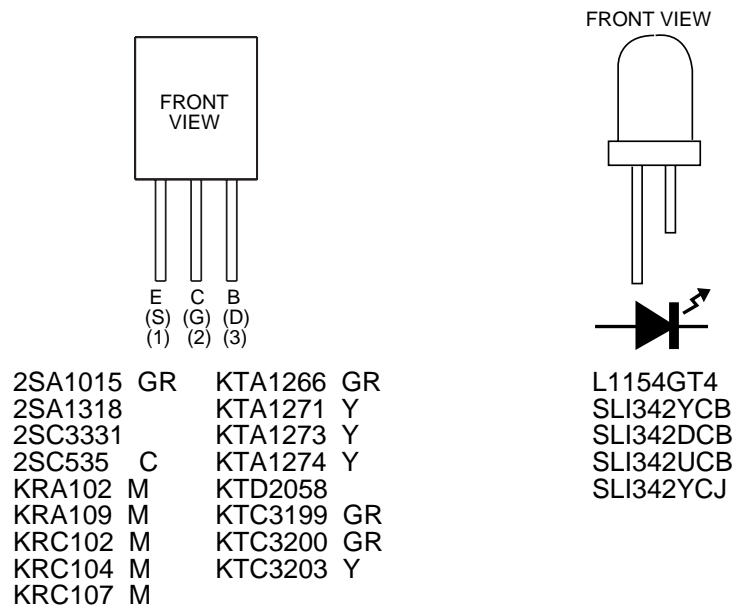 FRONT
VIEW
E C B
(S) (G) (D)
(1) (2) (3)
2SA1015 GR
2SA1318
2SC3331
2SC535 C
KRA102 M
KRA109 M
KRC102 M
KRC104 M
KRC107 M
KTA1266 GR
KTA1271 Y
KTA1273 Y
KTA1274 Y
KTD2058
KTC3199 GR
KTC3200 GR
KTC3203 Y
FRONT VIEW
L1154GT4
SLI342YCB
SLI342DCB
SLI342UCB
SLI342YCJ